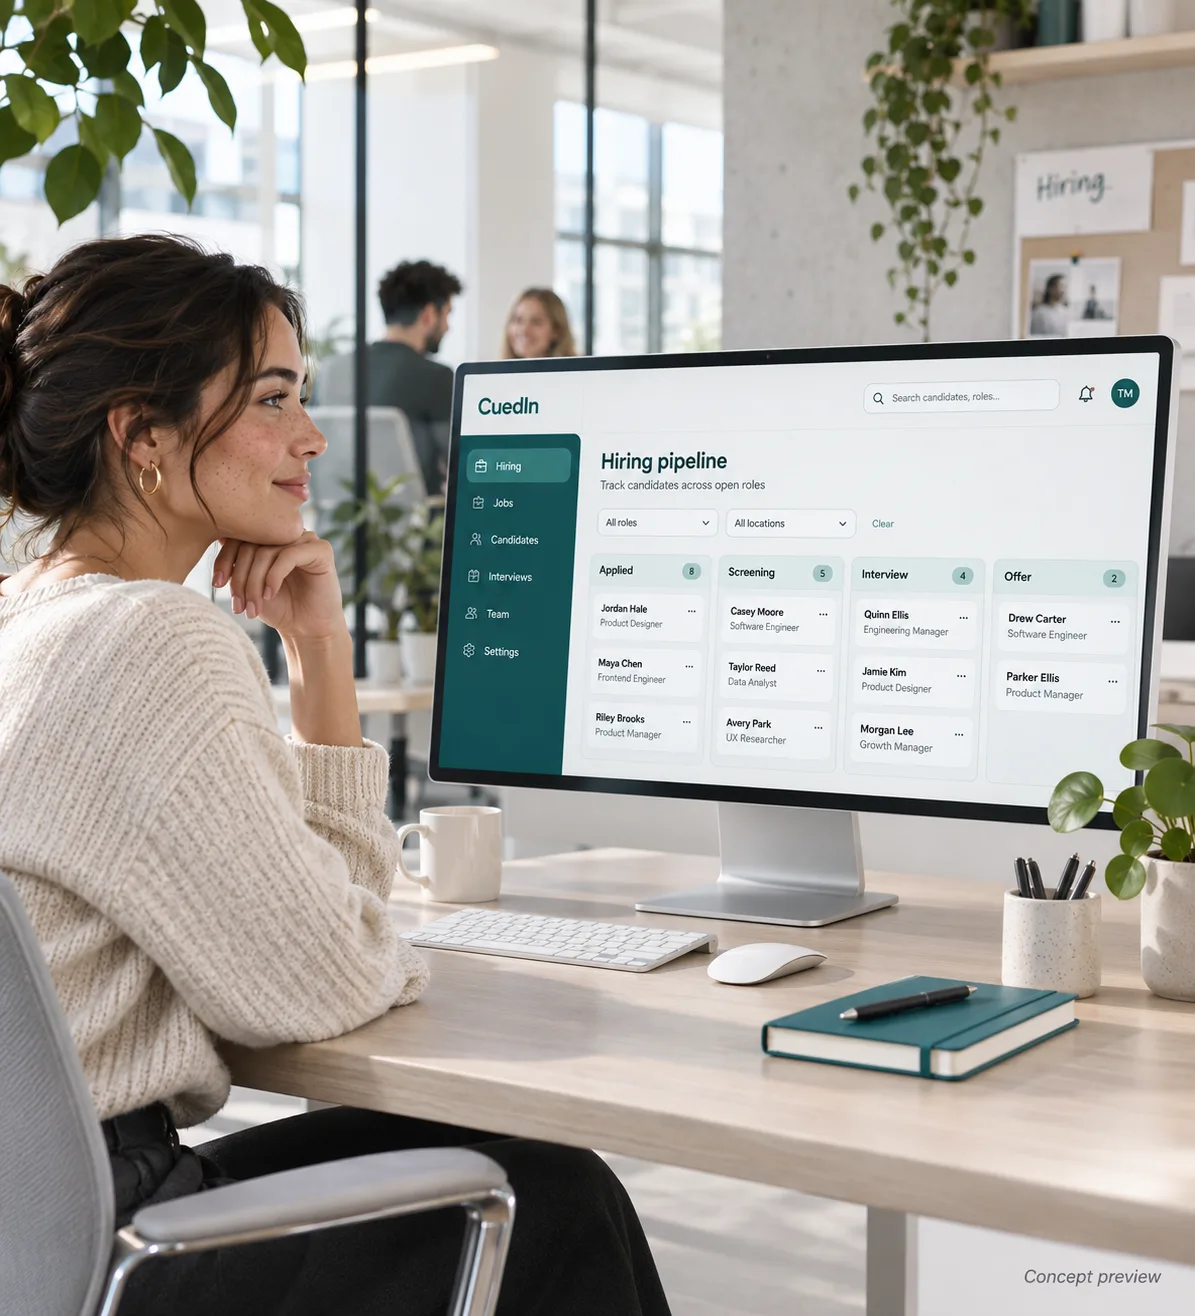 Hiring
CuedIn
Search candidates, roles...
TM
Hiring
Jobs
Candidates
Interviews
Team
Settings
Hiring pipeline
Track candidates across open roles
All roles
All locations
Clear
Applied 8
Jordan Hale
Product Designer
Maya Chen
Frontend Engineer
Riley Brooks
Product Manager
Screening 5
Casey Moore
Software Engineer
Taylor Reed
Data Analyst
Avery Park
UX Researcher
Interview 4
Quinn Ellis
Engineering Manager
Jamie Kim
Product Designer
Morgan Lee
Growth Manager
Offer 2
Drew Carter
Software Engineer
Parker Ellis
Product Manager
Concept preview